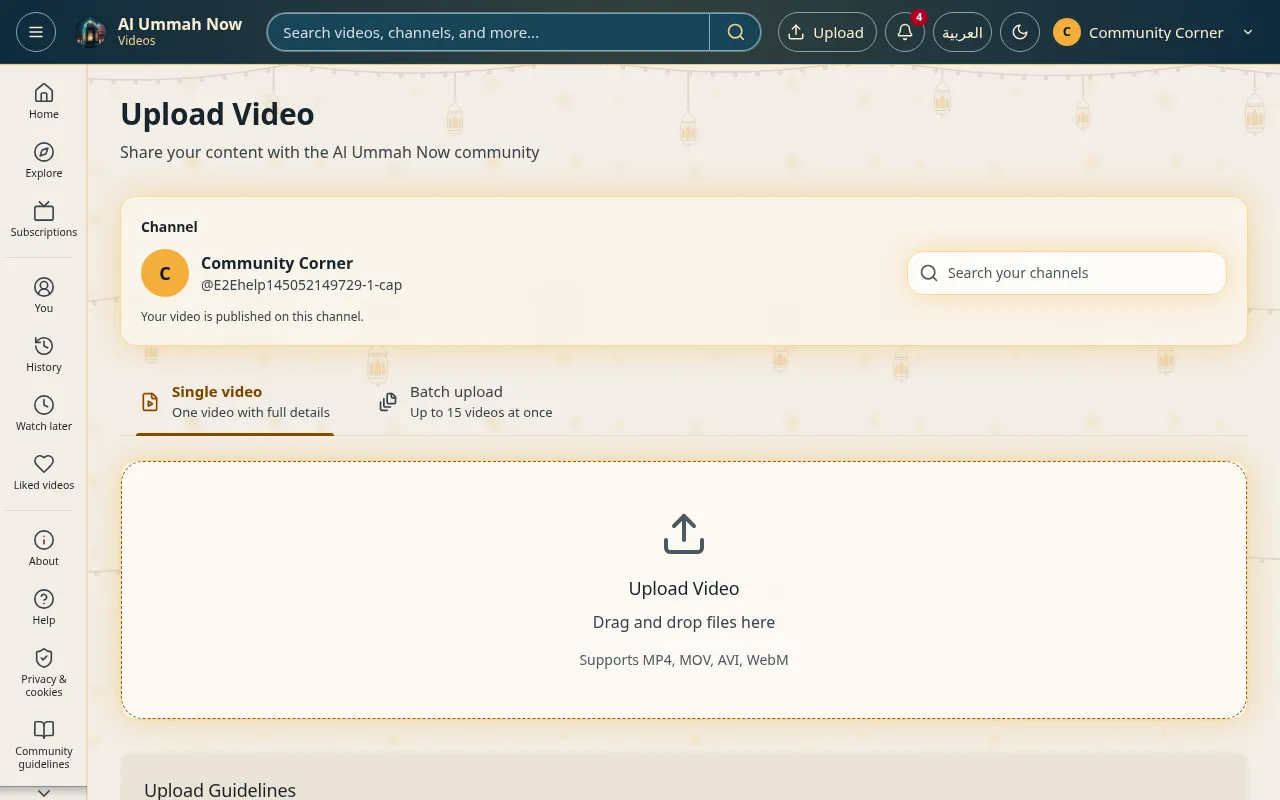 Al Ummah Now
Videos
Search videos, channels, and more...
Upload
4
العربية
C
Community Corner
Home
Explore
Subscriptions
You
History
Watch later
Liked videos
About
Help
Privacy &
cookies
Community
guidelines
Upload Video
Share your content with the Al Ummah Now community
Channel
C
Community Corner
@E2Ehelp145052149729-1-cap
Search your channels
Your video is published on this channel.
Single video
One video with full details
Batch upload
Up to 15 videos at once
Upload Video
Drag and drop files here
Supports MP4, MOV, AVI, WebM
Upload Guidelines